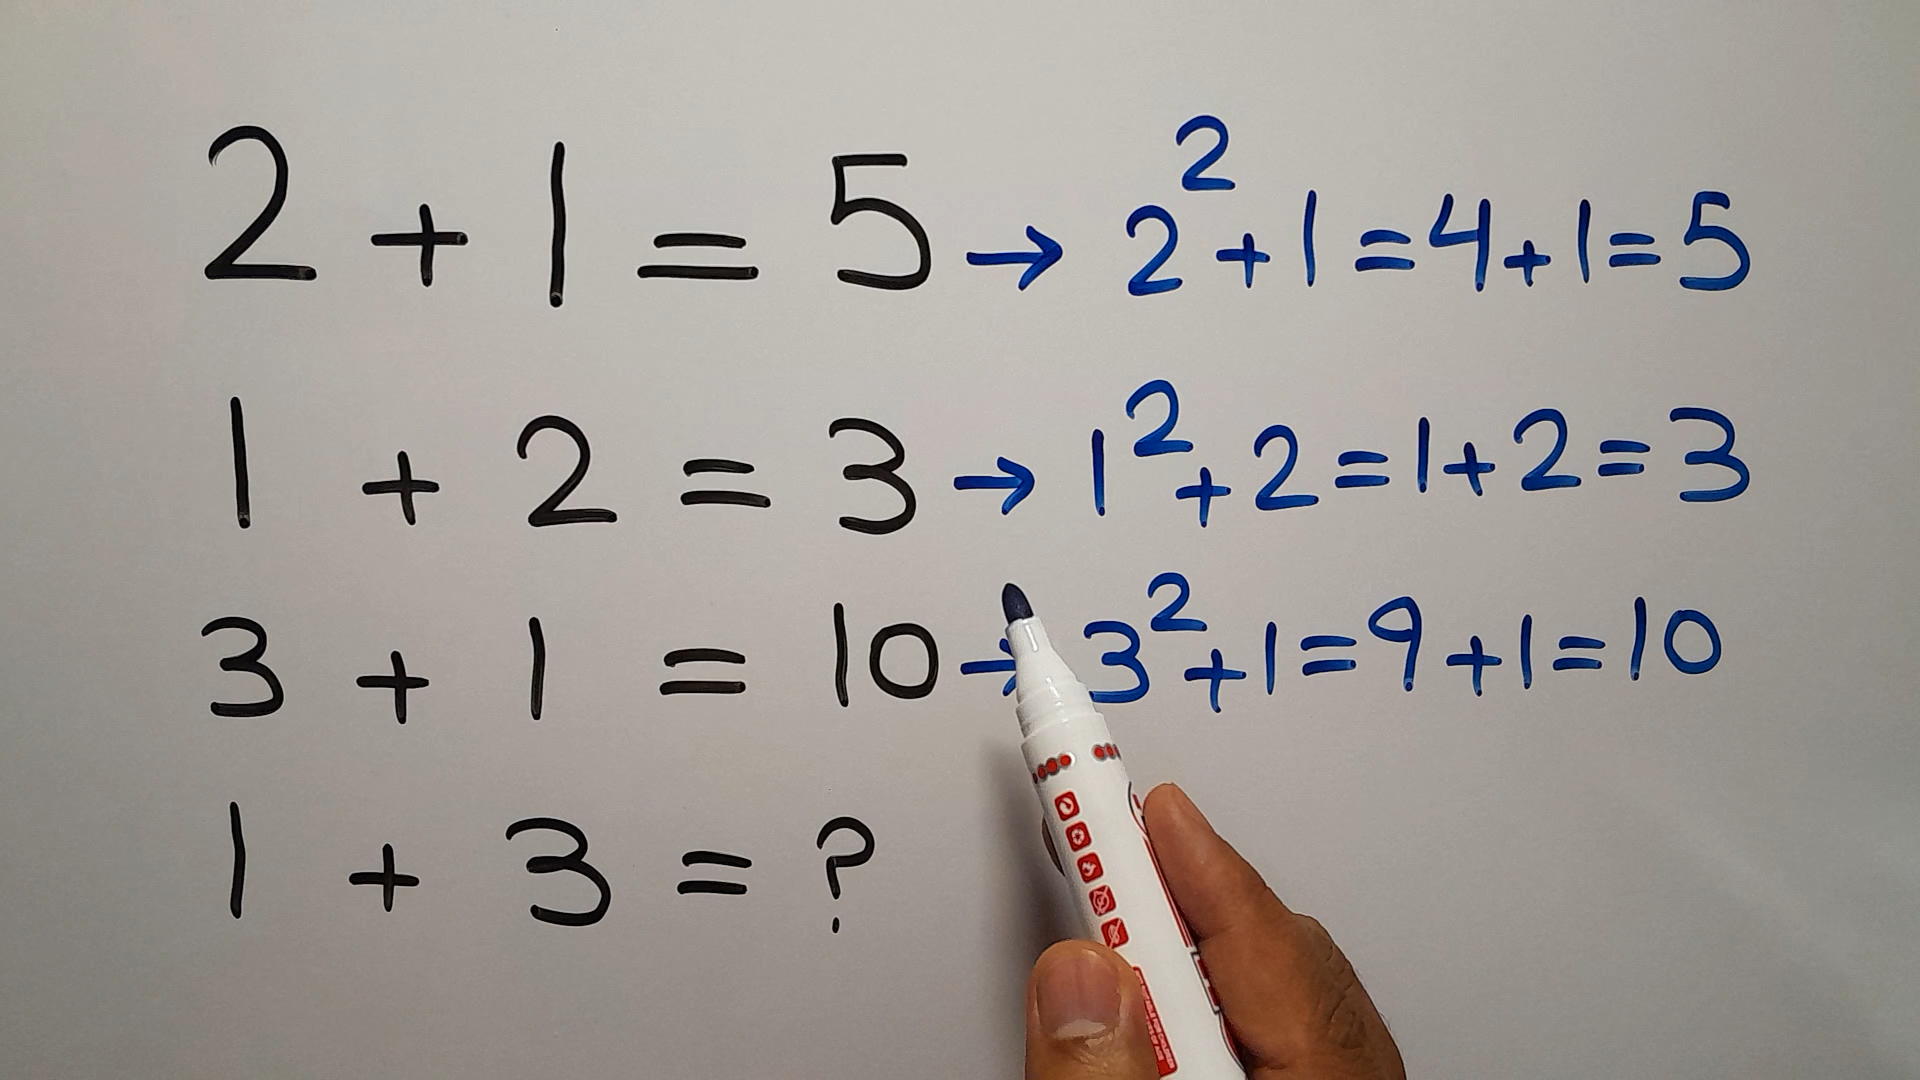 2 + 1 = 5 → 2² + 1 = 4 + 1 = 5
1 + 2 = 3 → 1² + 2 = 1 + 2 = 3
3 + 1 = 10 → 3² + 1 = 9 + 1 = 10
1 + 3 = ?